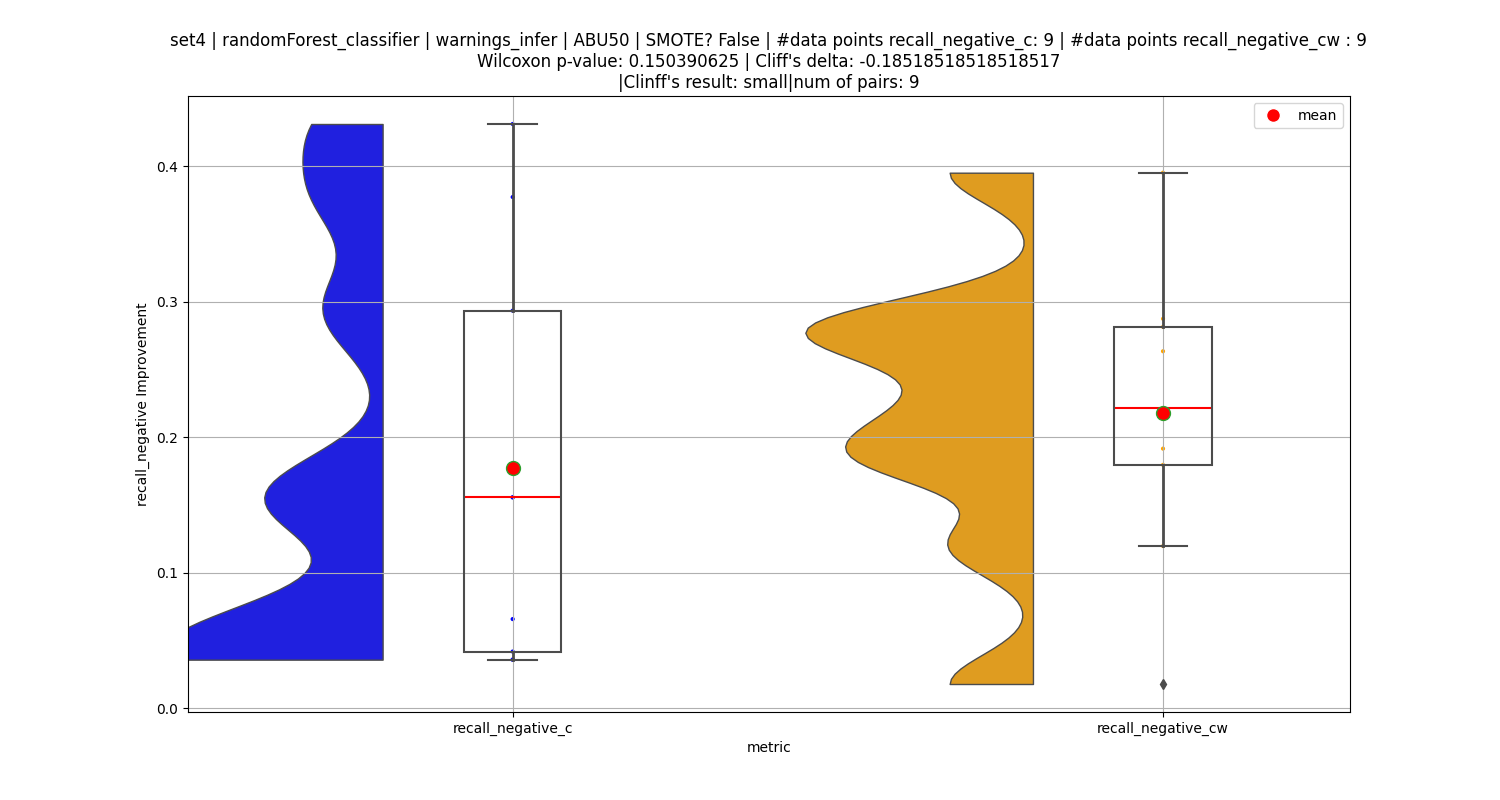 set4 | randomForest_classifier | warnings_infer | ABU50 | SMOTE? False | #data points recall_negative_c: 9 | #data points recall_negative_cw : 9
Wilcoxon p-value: 0.150390625 | Cliff's delta: -0.18518518518518517
|Clinff's result: small|num of pairs: 9
mean
0.4
0.3
0.2
0.1
0.0
recall_negative Improvement
recall_negative_c
recall_negative_cw
metric